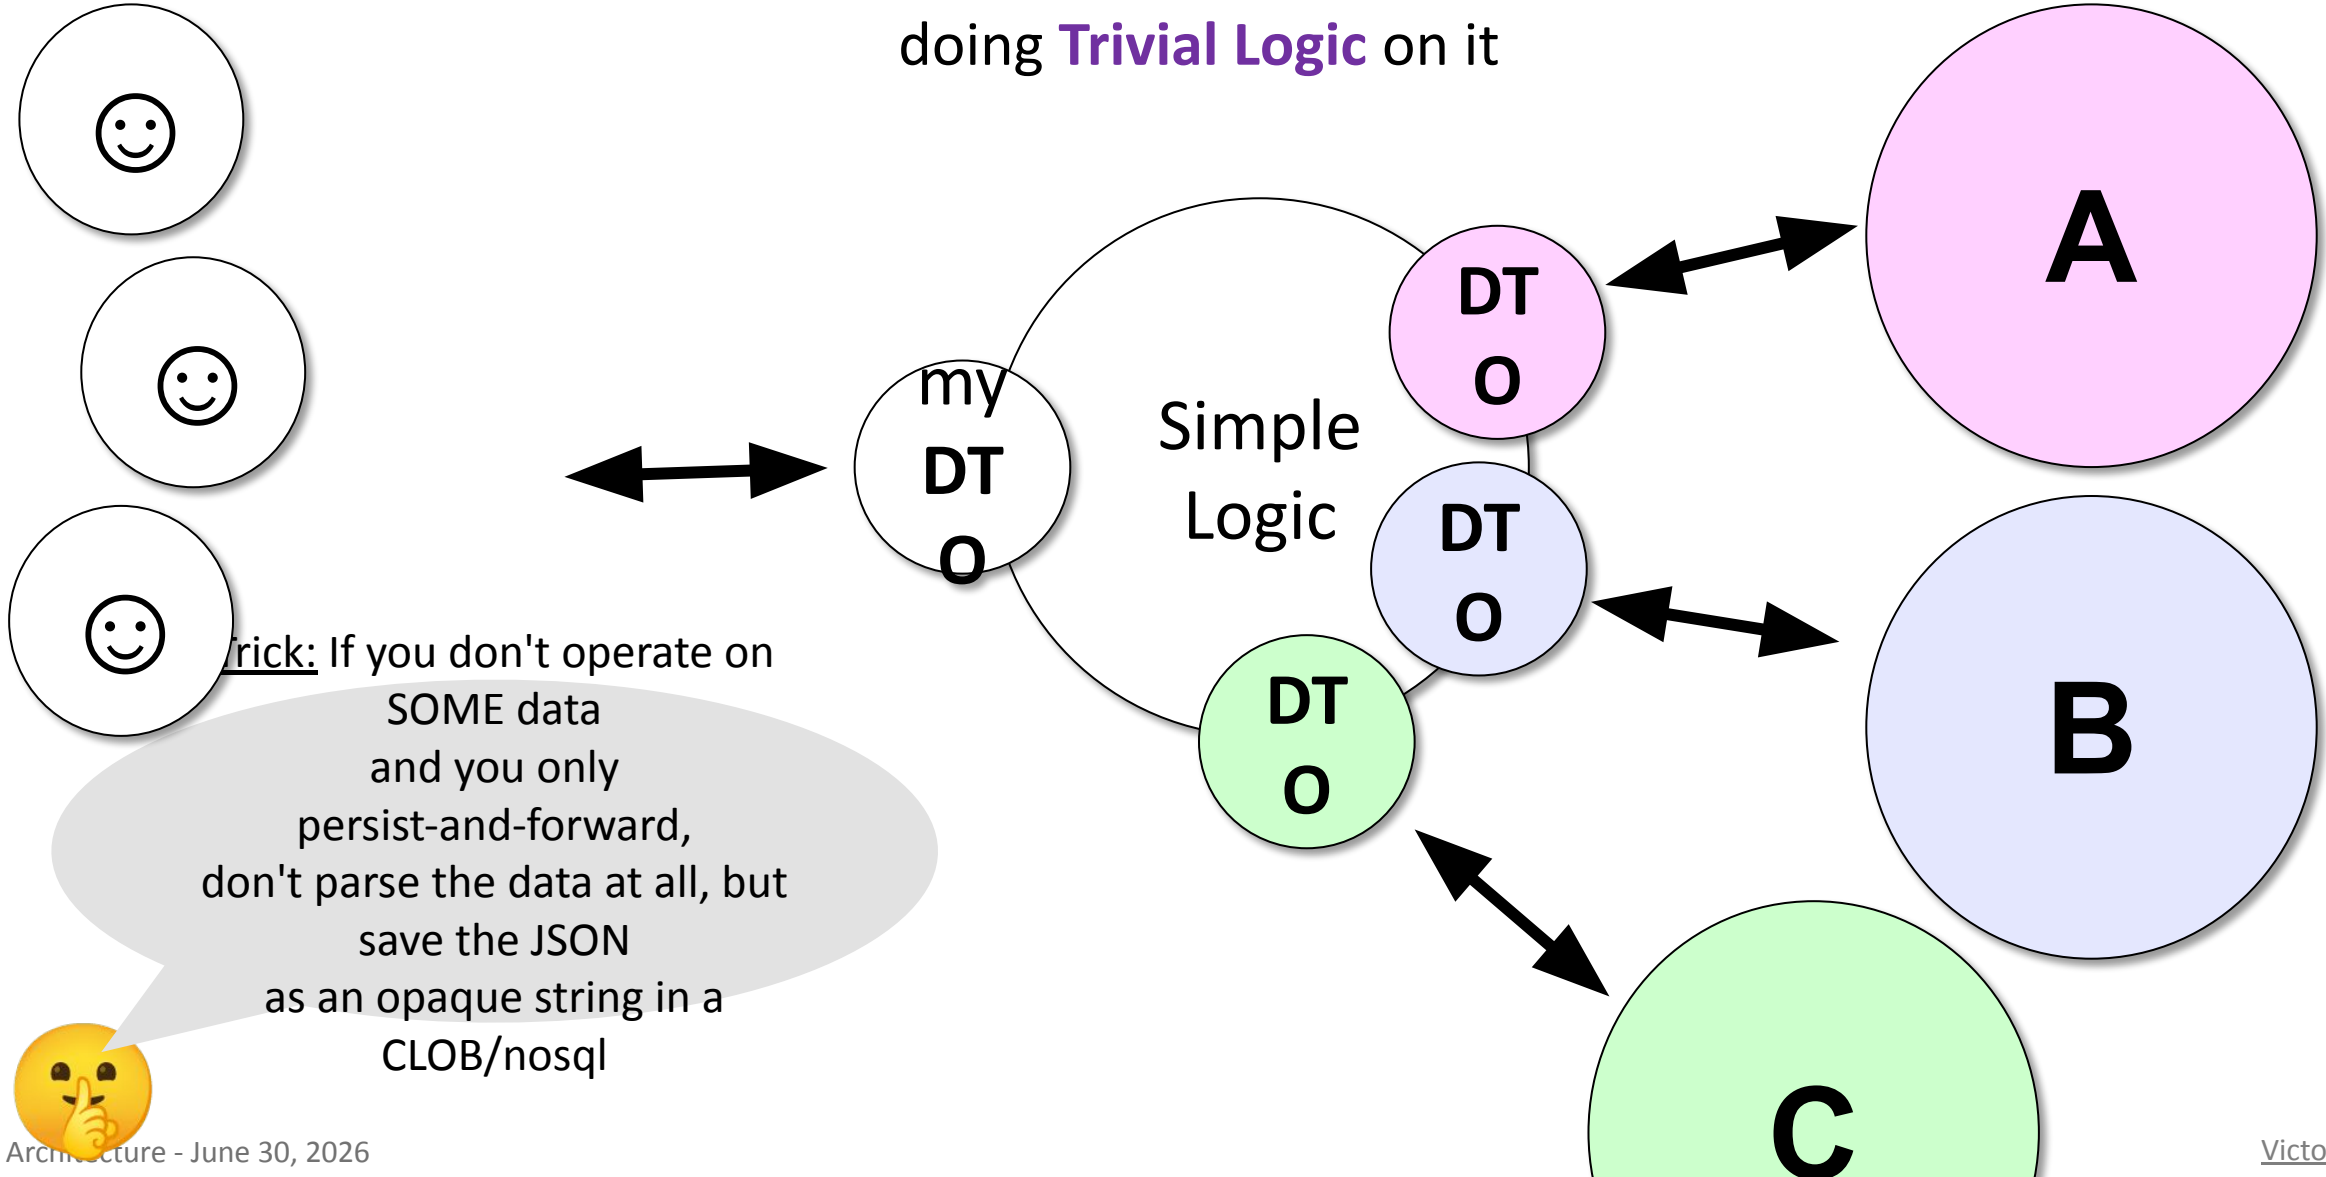 doing Trivial Logic on it
A
DT
O
my
DT
O
Simple
Logic
DT
O
B
DT
O
C
Trick: If you don't operate on
SOME data
and you only
persist-and-forward,
don't parse the data at all, but
save the JSON
as an opaque string in a
CLOB/nosql
Architecture - June 30, 2026
Victo